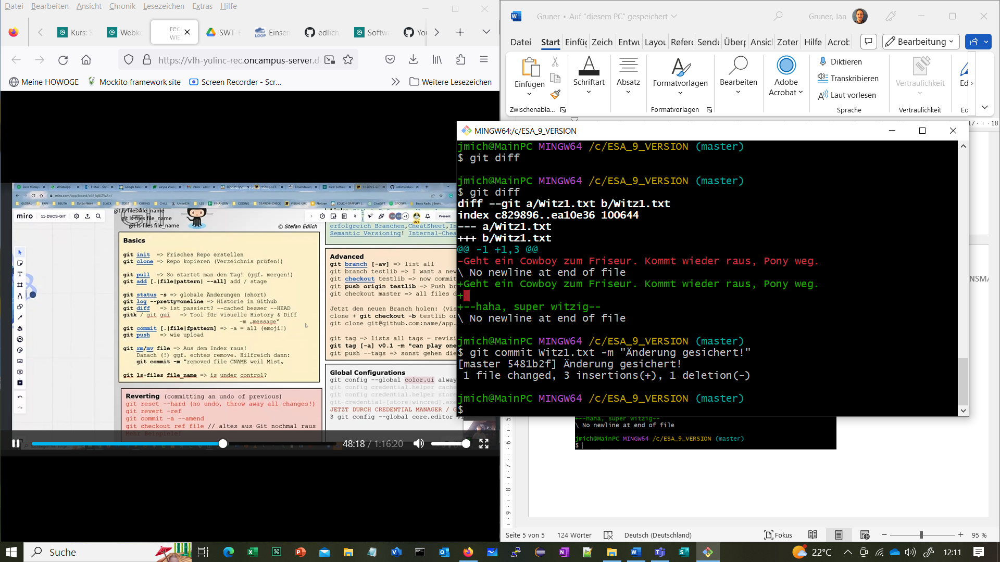 Datei Bearbeiten Ansicht Chronik Lesezeichen Extras Hilfe
Kurs: S
Webk
rec
WIE
SWT-E
Einsen
edlich,
Softw
You
https://vfh-yulinc-rec.oncampus-server.d
Meine HOWOGE
Mockito framework site
Screen Recorder - Scr...
Weitere Lesezeichen
miro
11-DVCS-GIT
Present
git ls-files file_name
git ls-files file_name
git ls-files file_name
© Stefan Edlich
Basics
git init => Frisches Repo erstellen
git clone => Repo kopieren (Verzeichnis prüfen!)
git pull => So startet man den Tag! (ggf. mergen!)
git add [.|file|pattern| --all] add / stage
git status -s => globale Änderungen (short)
git log --pretty=oneline => Historie in Github
git diff => ist passiert? --cached besser --HEAD
gitk / git gui => Tool für visuelle History & Diff
-m „message“
git commit [.|file|fpattern] => -a = all (emoji!)
git push => wie upload
git rm/mv file => Aus dem Index raus!
Danach (!) ggf. echtes remove. Hilfreich dann:
git commit -m "removed file CNAME weil Mist„
git ls-files file_name => is under control?
Reverting (committing an undo of previous)
git reset --hard (no undo, throw away all changes!)
git revert -ref
git commit -a --amend
git checkout ref file // altes aus Git nochmal raus
Mehr Beispiele!
erfolgreich Branchen, CheatSheet, In
Semantic Versioning! Internal-Chea
Advanced
git branch [-av] => list all
git branch testlib => I want a new
git checkout testlib => now commit
git push origin testlib => Push br
git checkout master => all files d
Jetzt den neuen Branch holen: (vis
clone + git checkout -b testlib or
git clone git@github.com:name/app.
git tag => lists all tags = revisi
git tag [-a] v0.1 -m "can play one
git push --tags => sonst gehen die
Global Configurations
git config --global color.ui alway
git config credential.helper cache
git config credential.helper store
git-credential-[store|wincred].exe
JETZT DURCH CREDENTIAL MANAGER / G
$ git config --global core.editor vi
48:18 / 1:16:20
Gruner • Auf "diesem PC" gespeichert
Gruner, Jan
Datei Start Einfüg Zeich Entwu Layou Refere Sendu Überp Ansich Zoter Hilfe Acrob
Bearbeitung
Einfügen
Schriftart
Absatz
Formatvorlagen
Bearbeiten
Adobe
Acrobat
Diktieren
Transkribieren
Laut vorlesen
Vertraulichkeit
Ed
Zwischenabla...
Formatvorlagen
Sprache
Vertraulichkeit
Ed
17 18
MINGW64:/c/ESA_9_VERSION
jmich@MainPC MINGW64 /c/ESA_9_VERSION (master)
$ git diff
jmich@MainPC MINGW64 /c/ESA_9_VERSION (master)
$ git diff
diff --git a/Witz1.txt b/Witz1.txt
index c829896..ea10e36 100644
--- a/Witz1.txt
+++ b/Witz1.txt
@@ -1 +1,3 @@
-Geht ein Cowboy zum Friseur. Kommt wieder raus, Pony weg.
\ No newline at end of file
+Geht ein Cowboy zum Friseur. Kommt wieder raus, Pony weg.
+
+--haha, super witzig--
\ No newline at end of file
jmich@MainPC MINGW64 /c/ESA_9_VERSION (master)
$ git commit Witz1.txt -m "Änderung gesichert!"
[master 5481b2f] Änderung gesichert!
1 file changed, 3 insertions(+), 1 deletion(-)
jmich@MainPC MINGW64 /c/ESA_9_VERSION (master)
$
NSMA
+--haha, super witzig--
\ No newline at end of file
jmich@MainPC MINGW64 /c/ESA_9_VERSION (master)
$
5
6
7
8
9
Seite 5 von 5
124 Wörter
Deutsch (Deutschland)
Fokus
95 %
Suche
22°C
12:11